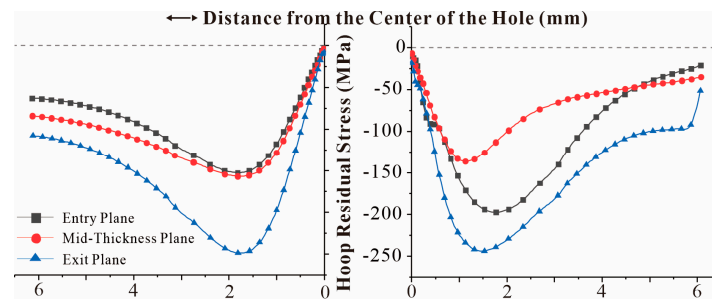 Distance from the Center of the Hole (mm)
Hoop Residual Stress (MPa)
0
-50
-100
-150
-200
-250
Entry Plane
Mid-Thickness Plane
Exit Plane
6 4 2 0
0 2 4 6